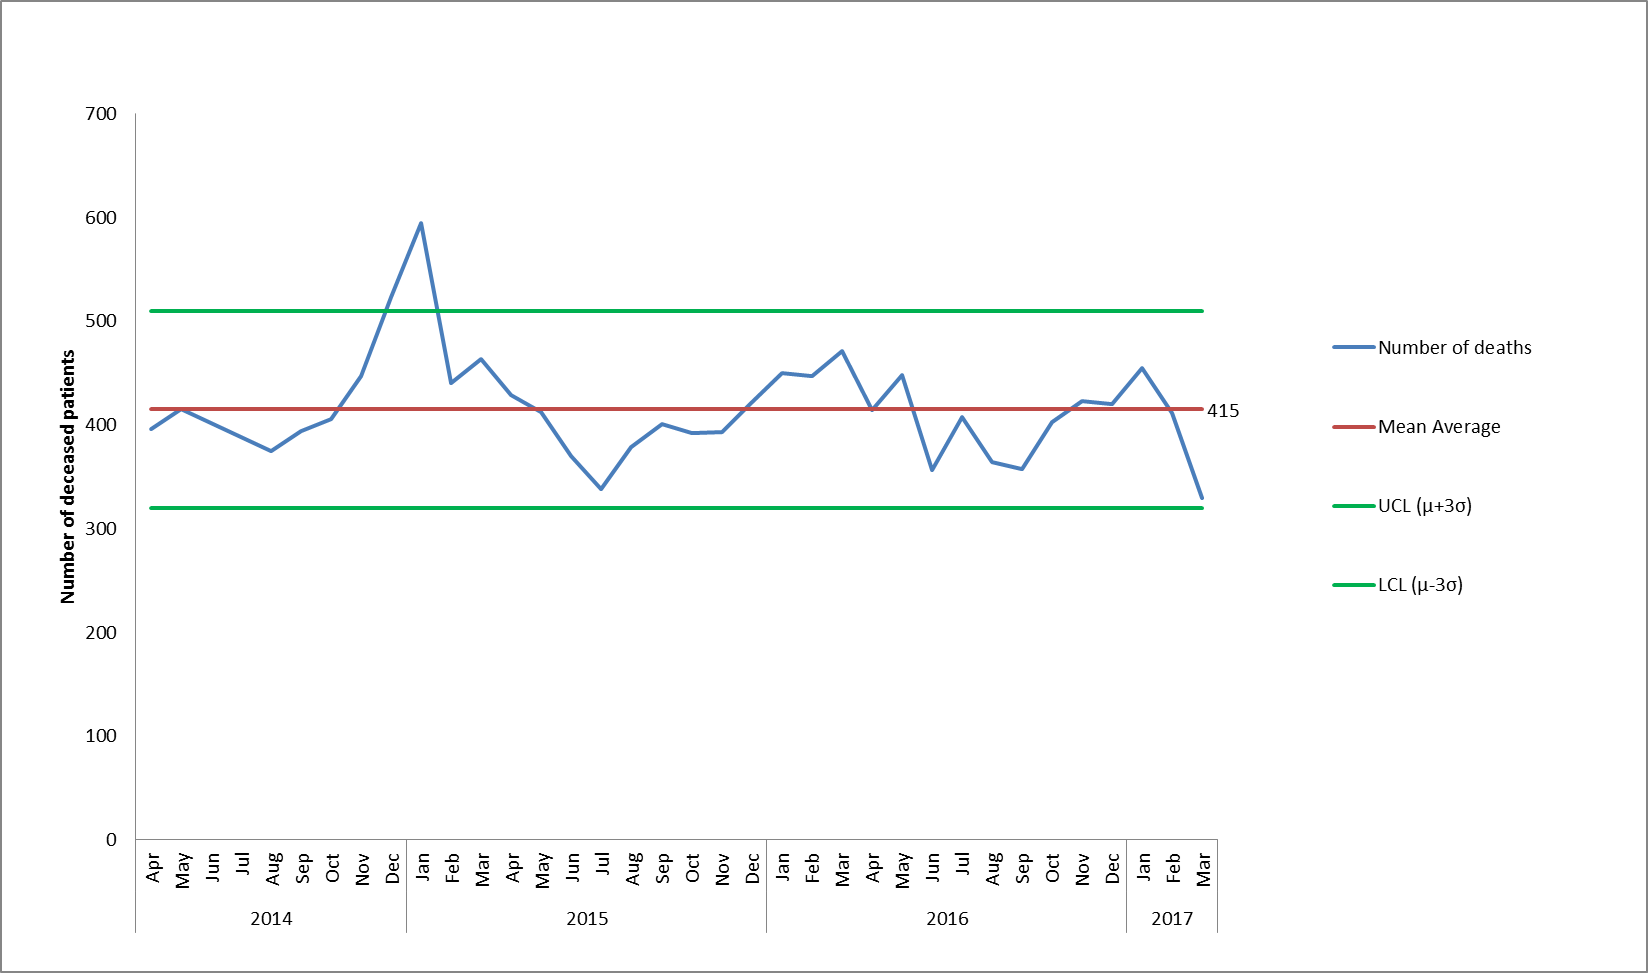 700
600
500
400
300
200
100
0
Number of deceased patients
415
Number of deaths
Mean Average
UCL (μ+3σ)
LCL (μ-3σ)
Apr May Jun Jul Aug Sep Oct Nov Dec Jan Feb Mar Apr May Jun Jul Aug Sep Oct Nov Dec Jan Feb Mar Apr May Jun Jul Aug Sep Oct Nov Dec Jan Feb Mar
2014 2015 2016 2017